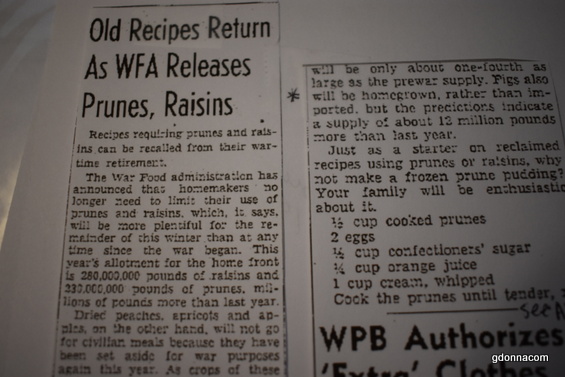 Old Recipes Return
As WFA Releases
Prunes, Raisins
Recipes requiring prunes and rais-
ins can be recalled from their war-
time retirement.
The War Food administration has
announced that homemakers no
longer need to limit their use of
prunes and raisins, which, it says,
will be more plentiful for the re-
mainder of this winter than at any
time since the war began. This
year's allotment for the home front
is 280,000,000 pounds of raisins and
230,000,000 pounds of prunes, mil-
lions of pounds more than last year.
Dried peaches, apricots and ap-
ples, on the other hand, will not go
for civilian meals because they have
been set aside for war purposes
again this year. As crops of these
*
will be only about one-fourth as
large as the prewar supply. Figs also
will be homegrown, rather than im-
ported, but the predictions indicate
a supply of about 12 million pounds
more than last year.
Just as a starter on reclaimed
recipes using prunes or raisins, why
not make a frozen prune pudding?
Your family will be enthusiastic
about it.
cup cooked prunes
2 eggs
cup confectioners' sugar
¼ cup orange juice
1 cup cream, whipped
Cook the prunes until tender,
see
WPB Authorizes
'Extra' Clothes
gdonnacom